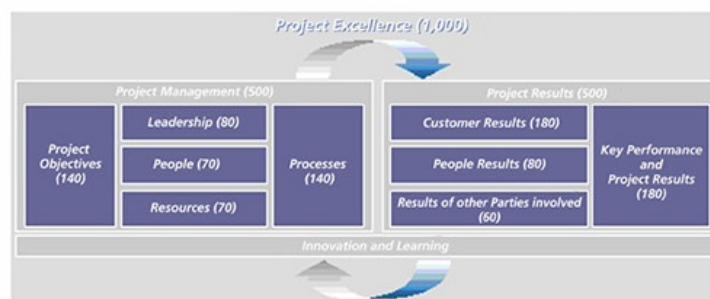 Project Excellence (1,000)
Project Management (500)
Project
Objectives
(140)
Leadership (80)
People (70)
Resources (70)
Processes
(140)
Project Results (500)
Customer Results (180)
People Results (80)
Results of other Parties involved
(60)
Key Performance
and
Project Results
(180)
Innovation and Learning